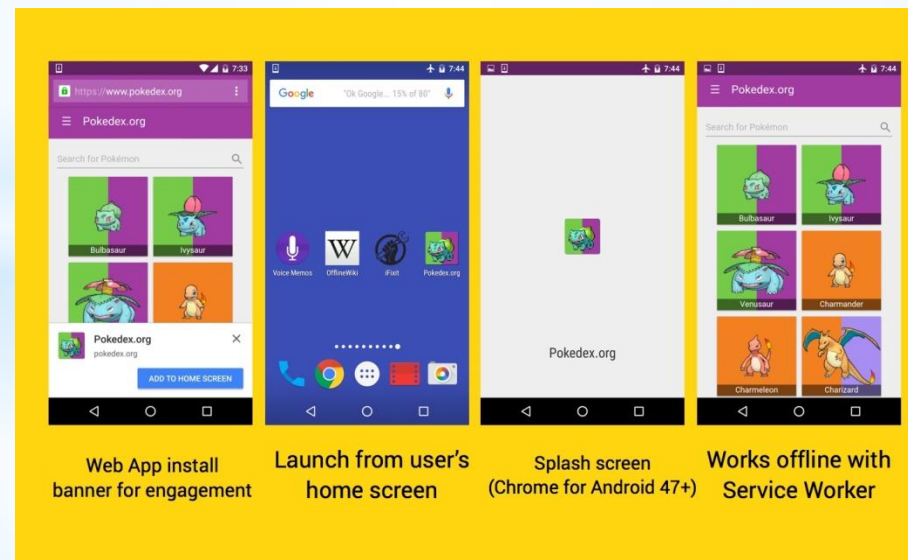 7:33
https://www.pokedex.org
Pokedex.org
Search for Pokémon
Bulbasaur
Ivysaur
Pokedex.org
pokedex.org
ADD TO HOME SCREEN
Web App install
banner for engagement
7:44
Google
"Ok Google... 15% of 80"
Voice Memos
W
OfflineWiki
iFixit
Pokedex.org
Launch from user's
home screen
7:44
Pokedex.org
Splash screen
(Chrome for Android 47+)
7:44
Pokedex.org
Search for Pokémon
Bulbasaur
Ivysaur
Venusaur
Charmander
Charmeleon
Charizard
Works offline with
Service Worker